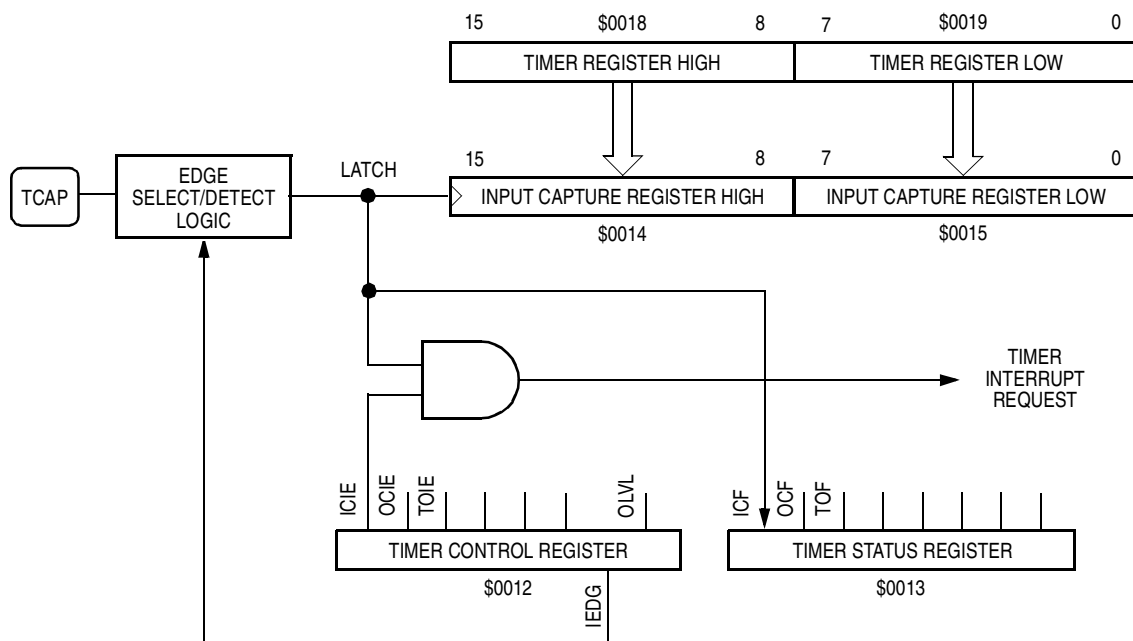 15 $0018 8 7 $0019 0
TIMER REGISTER HIGH TIMER REGISTER LOW
15 8 7 0
TCAP
EDGE
SELECT/DETECT
LOGIC
LATCH
INPUT CAPTURE REGISTER HIGH INPUT CAPTURE REGISTER LOW
$0014 $0015
TIMER
INTERRUPT
REQUEST
ICIE
OCIE
TOIE
OLVL
ICF
OCF
TOF
TIMER CONTROL REGISTER TIMER STATUS REGISTER
$0012 $0013
IEDG